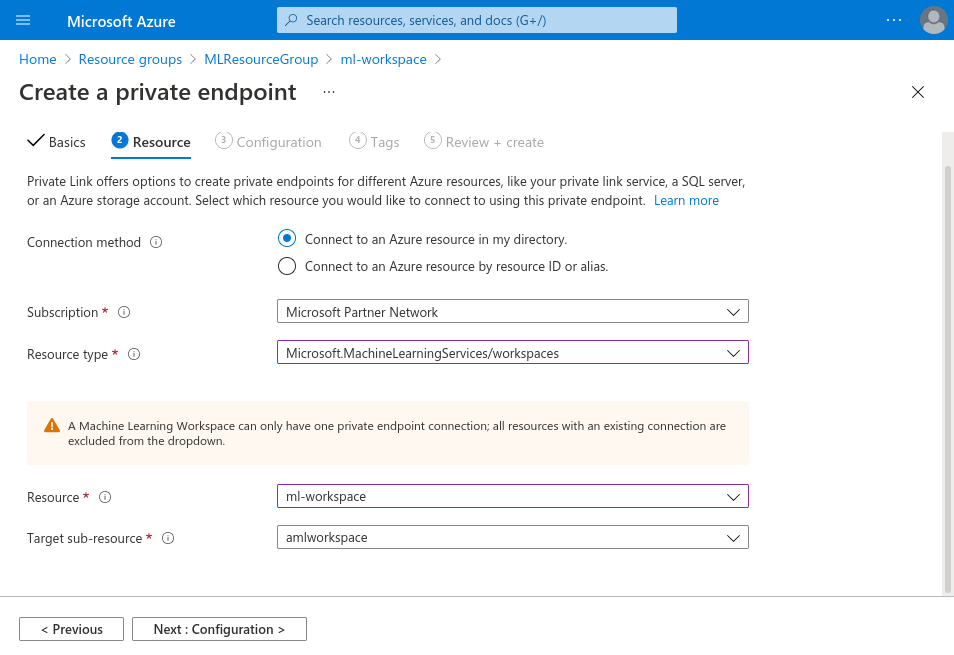 Microsoft Azure
Search resources, services, and docs (G+/)
...
Home > Resource groups > MLResourceGroup > ml-workspace >
Create a private endpoint ...
Basics
2 Resource
3 Configuration
4 Tags
5 Review + create
Private Link offers options to create private endpoints for different Azure resources, like your private link service, a SQL server,
or an Azure storage account. Select which resource you would like to connect to using this private endpoint. Learn more
Connection method
Connect to an Azure resource in my directory.
Connect to an Azure resource by resource ID or alias.
Subscription *
Microsoft Partner Network
Resource type *
Microsoft.MachineLearningServices/workspaces
A Machine Learning Workspace can only have one private endpoint connection; all resources with an existing connection are
excluded from the dropdown.
Resource *
ml-workspace
Target sub-resource *
amlworkspace
< Previous
Next : Configuration >